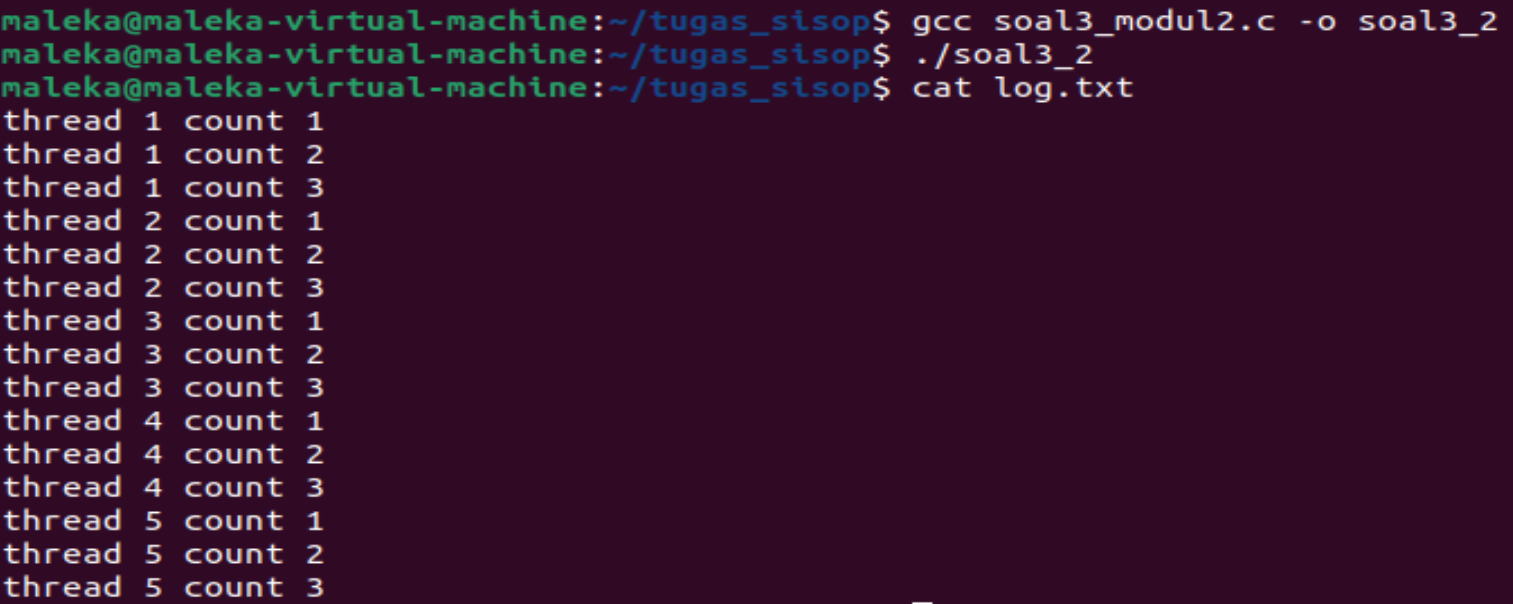 maleka@maleka-virtual-machine:~/tugas_sisop$ gcc soal3_modul2.c -o soal3_2
maleka@maleka-virtual-machine:~/tugas_sisop$ ./soal3_2
maleka@maleka-virtual-machine:~/tugas_sisop$ cat log.txt
thread 1 count 1
thread 1 count 2
thread 1 count 3
thread 2 count 1
thread 2 count 2
thread 2 count 3
thread 3 count 1
thread 3 count 2
thread 3 count 3
thread 4 count 1
thread 4 count 2
thread 4 count 3
thread 5 count 1
thread 5 count 2
thread 5 count 3